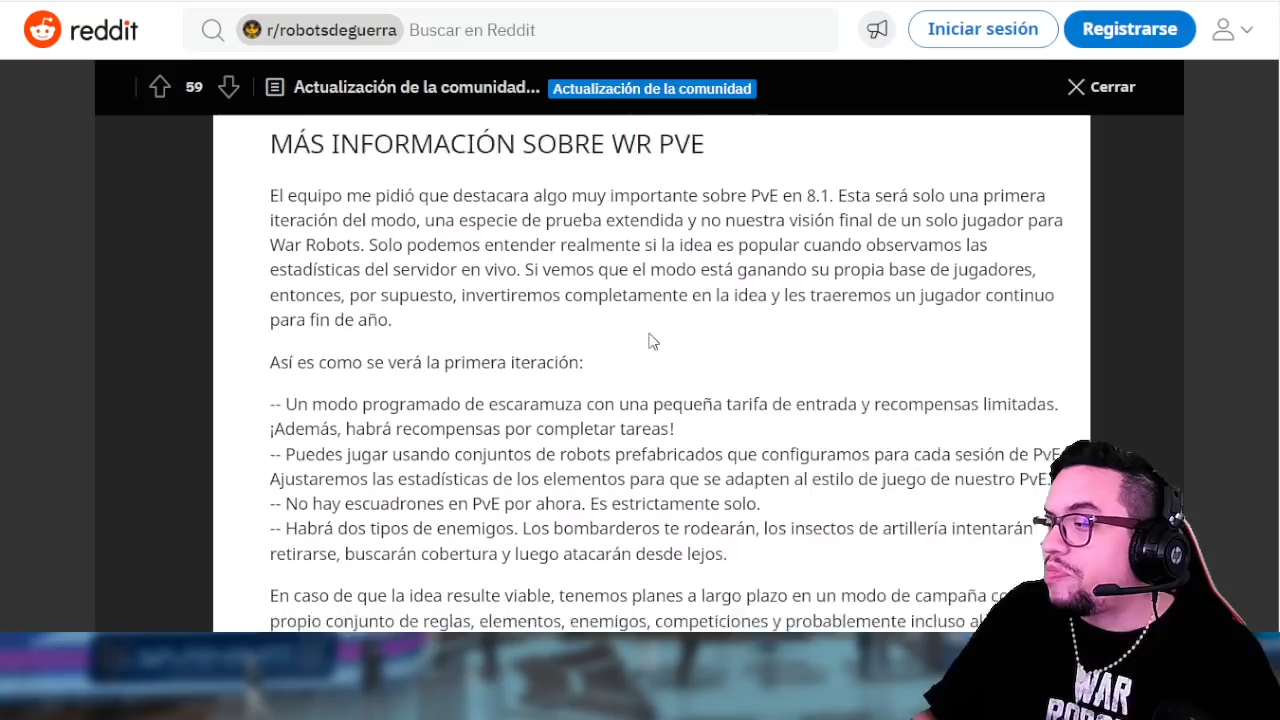 reddit
r/robotsdeguerra Buscar en Reddit
Iniciar sesión
Registrarse
59
Actualización de la comunidad...
Actualización de la comunidad
Cerrar
MÁS INFORMACIÓN SOBRE WR PVE
El equipo me pidió que destacara algo muy importante sobre PvE en 8.1. Esta será solo una primera
iteración del modo, una especie de prueba extendida y no nuestra visión final de un solo jugador para
War Robots. Solo podemos entender realmente si la idea es popular cuando observamos las
estadísticas del servidor en vivo. Si vemos que el modo está ganando su propia base de jugadores,
entonces, por supuesto, invertiremos completamente en la idea y les traeremos un jugador continuo
para fin de año.
Así es como se verá la primera iteración:
-- Un modo programado de escaramuza con una pequeña tarifa de entrada y recompensas limitadas.
¡Además, habrá recompensas por completar tareas!
-- Puedes jugar usando conjuntos de robots prefabricados que configuramos para cada sesión de PvE
Ajustaremos las estadísticas de los elementos para que se adapten al estilo de juego de nuestro PvE
-- No hay escuadrones en PvE por ahora. Es estrictamente solo.
-- Habrá dos tipos de enemigos. Los bombarderos te rodearán, los insectos de artillería intentarán
retirarse, buscarán cobertura y luego atacarán desde lejos.
En caso de que la idea resulte viable, tenemos planes a largo plazo en un modo de campaña
propio conjunto de reglas, elementos, enemigos, competiciones y probablemente incluso
WAR
ROBOTS
hp